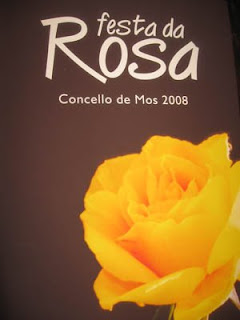 festa da
Rosa
Concello de Mos 2008